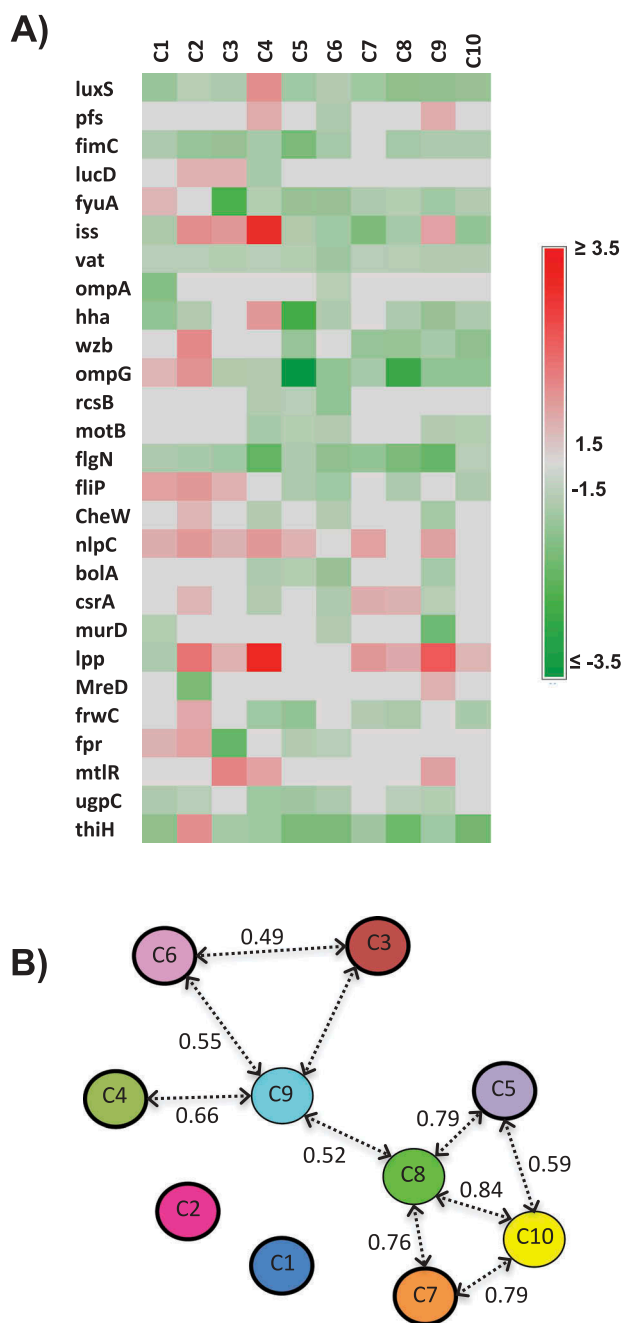 A)
C1 C2 C3 C4 C5 C6 C7 C8 C9 C10
luxS
pfs
fimC
lucD
fyuA
iss
vat
ompA
hha
wzb
ompG
rcsB
motB
flgN
fliP
CheW
nlpC
bolA
csrA
murD
lpp
MreD
frwC
fpr
mtlR
ugpC
thiH
≥ 3.5
1.5
-1.5
≤ -3.5
B)
C6
0.49
C3
0.55
C4
0.66
C9
C5
0.79
0.52
C8
0.59
0.84
C2
0.76
C10
C1
C7
0.79